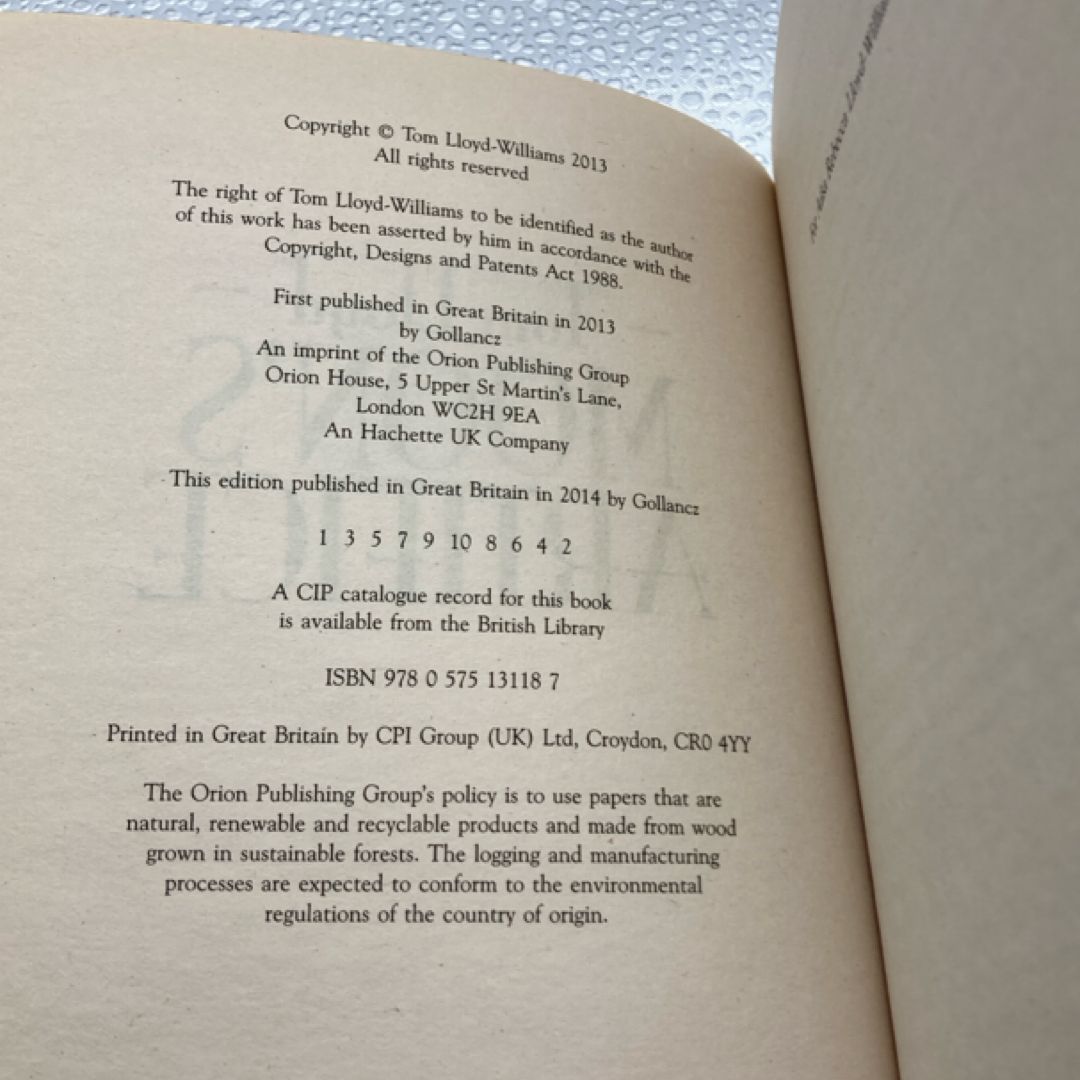 Copyright © Tom Lloyd-Williams 2013
All rights reserved
The right of Tom Lloyd-Williams to be identified as the author
of this work has been asserted by him in accordance with the
Copyright, Designs and Patents Act 1988.
First published in Great Britain in 2013
by Gollancz
An imprint of the Orion Publishing Group
Orion House, 5 Upper St Martin's Lane,
London WC2H 9EA
An Hachette UK Company
This edition published in Great Britain in 2014 by Gollancz
1 3 5 7 9 10 8 6 4 2
A CIP catalogue record for this book
is available from the British Library
ISBN 978 0 575 13118 7
Printed in Great Britain by CPI Group (UK) Ltd, Croydon, CR0 4YY
The Orion Publishing Group's policy is to use papers that are
natural, renewable and recyclable products and made from wood
grown in sustainable forests. The logging and manufacturing
processes are expected to conform to the environmental
regulations of the country of origin.